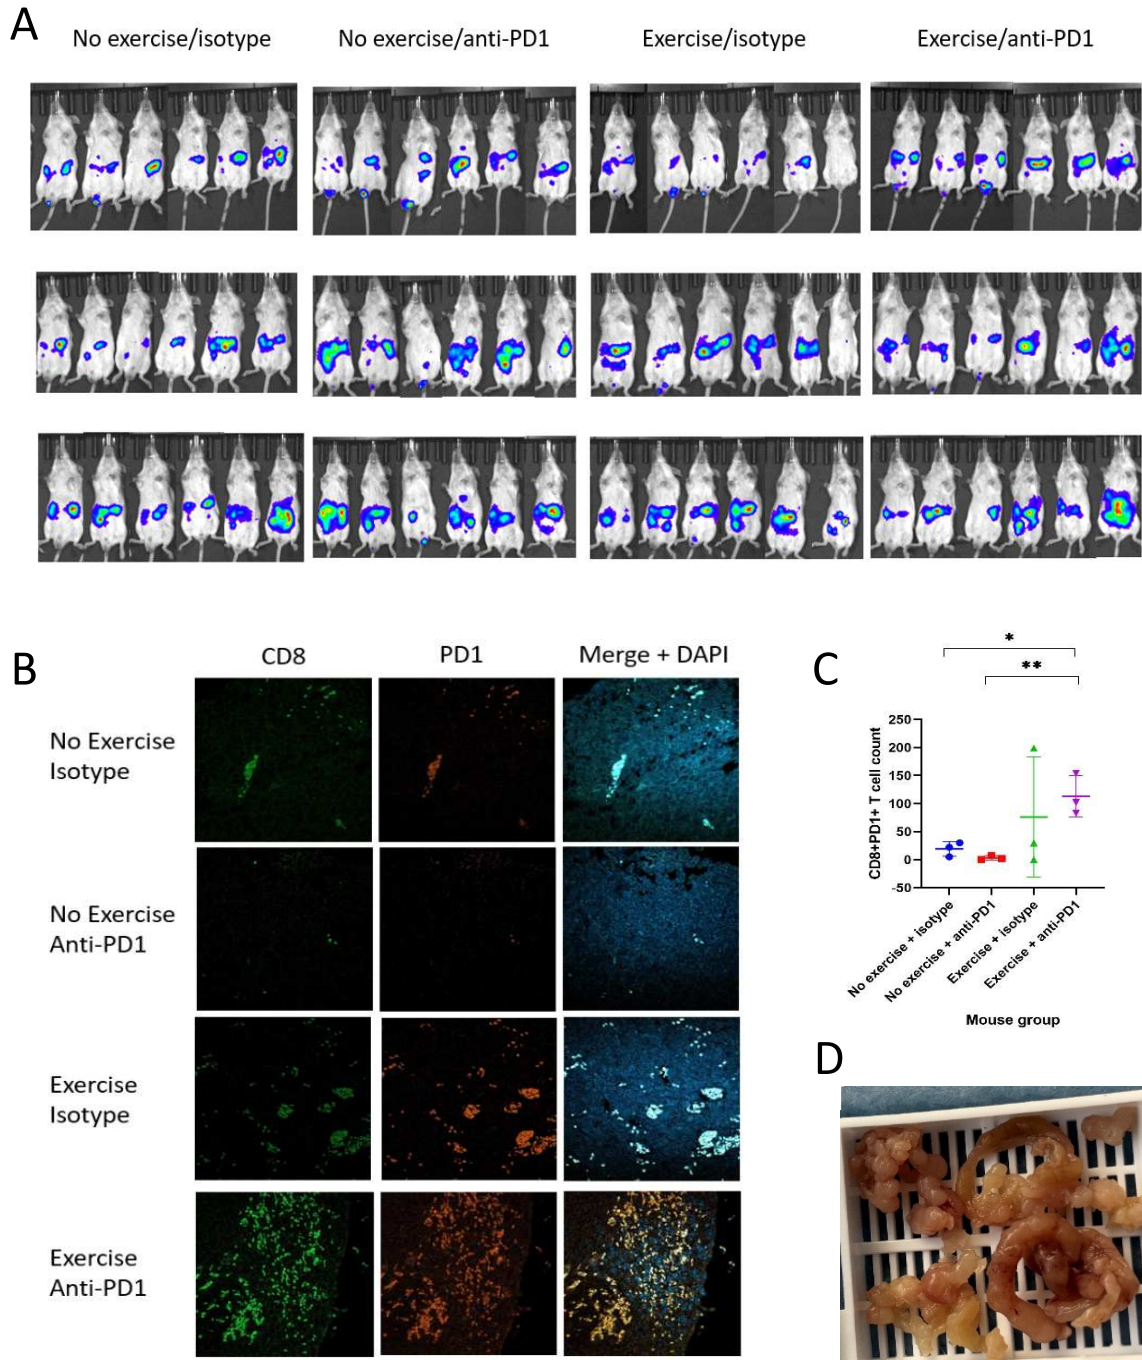 A
No exercise/isotype
No exercise/anti-PD1
Exercise/isotype
Exercise/anti-PD1
B
CD8
PD1
Merge + DAPI
No Exercise
Isotype
No Exercise
Anti-PD1
Exercise
Isotype
Exercise
Anti-PD1
C
*
**
250
200
150
100
50
0
-50
CD8+PD1+ T cell count
No exercise + isotype
No exercise + anti-PD1
Exercise + isotype
Exercise + anti-PD1
Mouse group
D